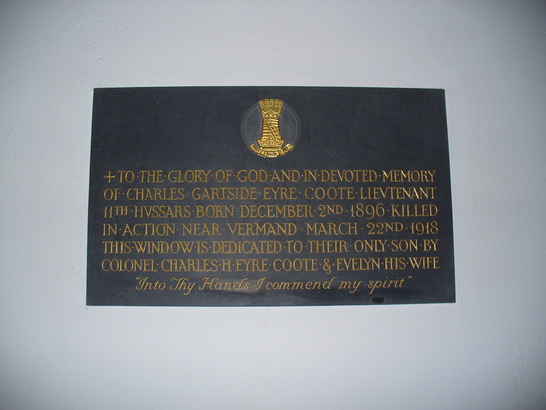 + TO·THE·GLORY·OF·GOD·AND·IN·DEVOTED·MEMORY
OF·CHARLES·GARTSIDE·EYRE·COOTE·LIEVTENANT
11TH·HVSSARS·BORN·DECEMBER·2ND·1896·KILLED
IN·ACTION·NEAR·VERMAND·MARCH·22ND·1918
THIS·WINDOW·IS·DEDICATED·TO·THEIR·ONLY·SON·BY
COLONEL·CHARLES·H·EYRE·COOTE·&·EVELYN·HIS·WIFE
"Into Thy Hands I commend my spirit"